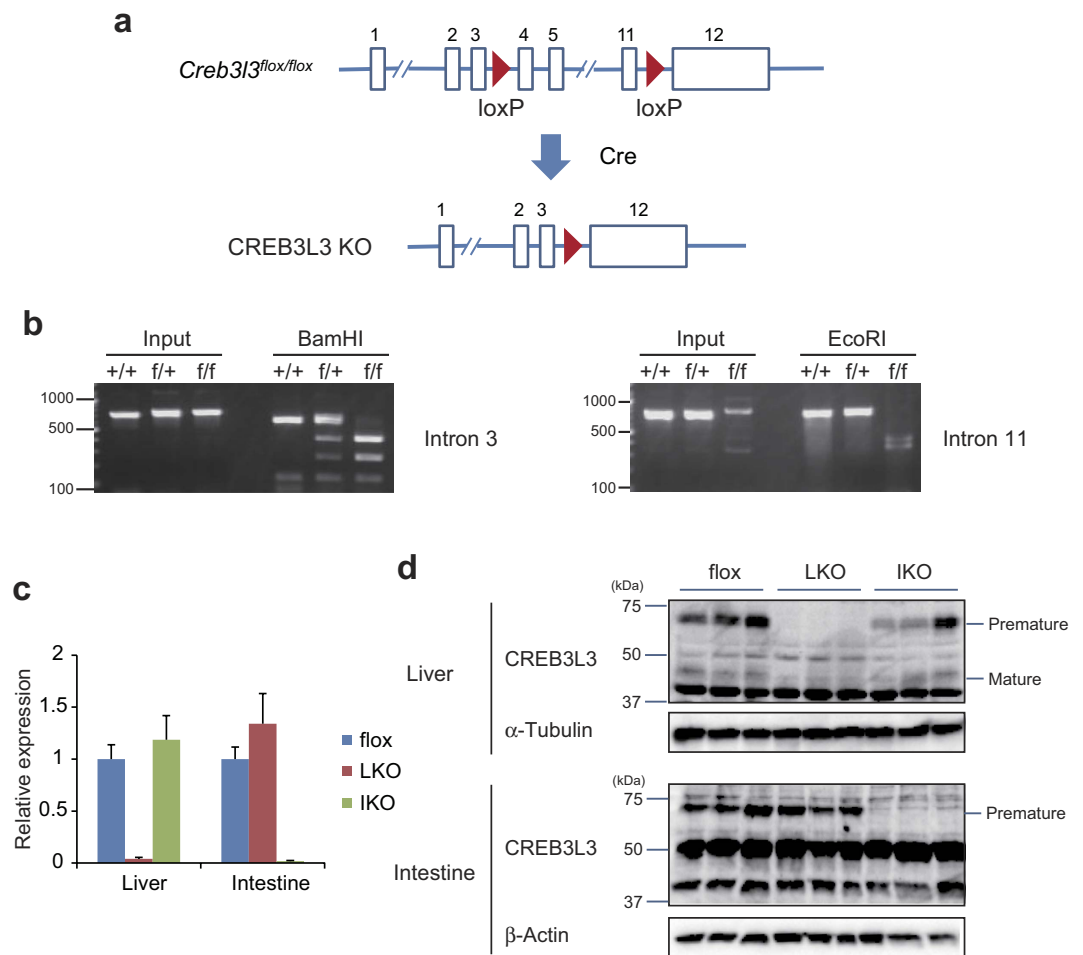 a
1 2 3 4 5 11 12
Creb3l3flox/flox
loxP loxP
Cre
1 2 3 12
CREB3L3 KO
b
Input BamHI
+/+ f/+ f/f +/+ f/+ f/f
1000
500
100
Intron 3
Input EcoRI
+/+ f/+ f/f +/+ f/+ f/f
1000
500
100
Intron 11
c
Relative expression
2
1.5
1
0.5
0
Liver Intestine
flox
LKO
IKO
d
flox LKO IKO
(kDa)
75
50
37
Liver
CREB3L3
Premature
Mature
α-Tubulin
(kDa)
75
50
37
Intestine
CREB3L3
Premature
β-Actin